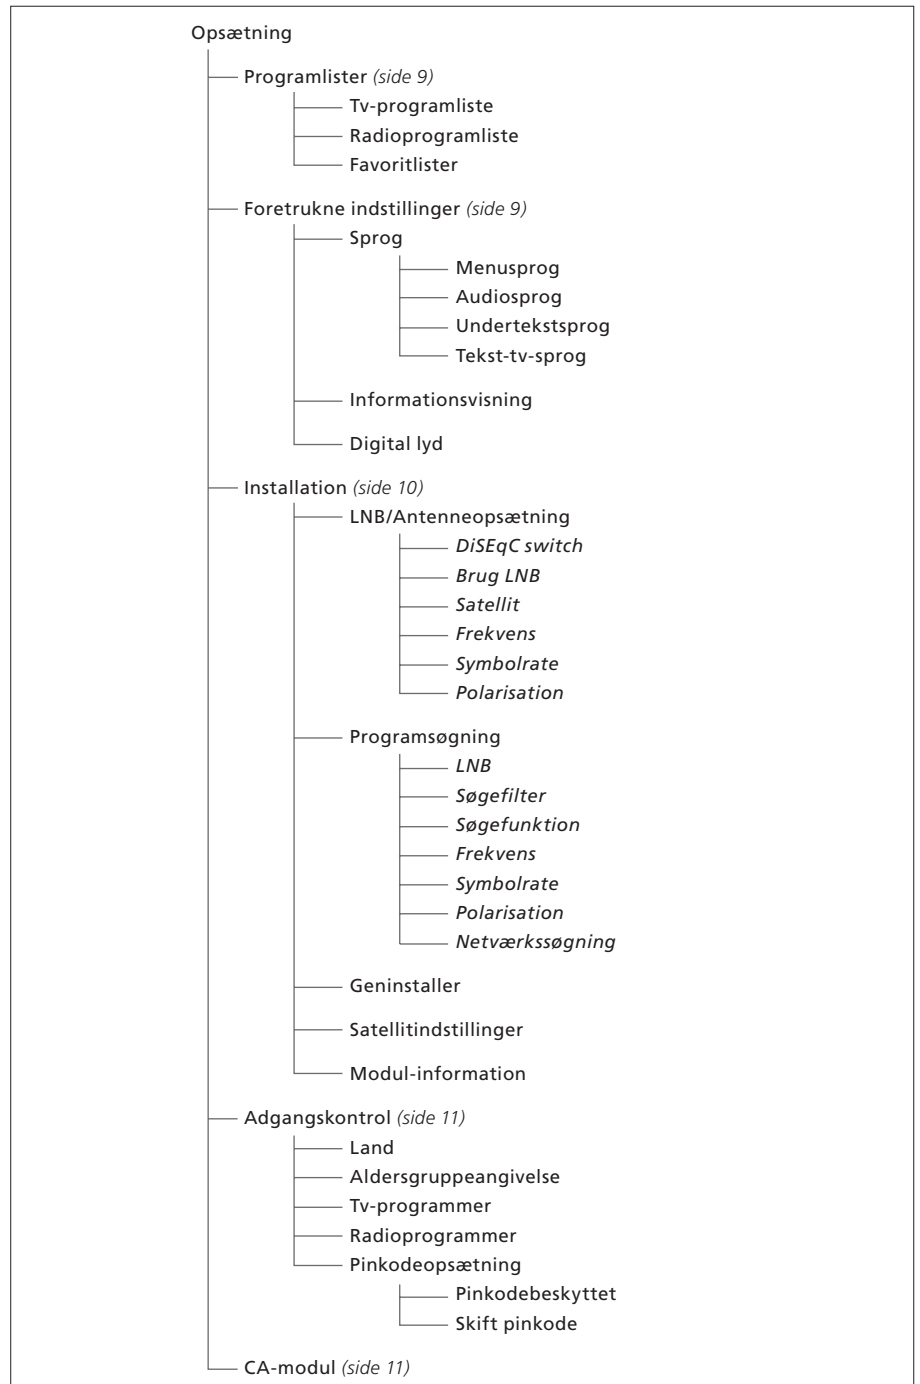 Opsætning
Programlister (side 9)
Tv-programliste
Radioprogramliste
Favoritlister
Foretrukne indstillinger (side 9)
Sprog
Menusprog
Audiosprog
Undertekstsprog
Tekst-tv-sprog
Informationsvisning
Digital lyd
Installation (side 10)
LNB/Antenneopsætning
DiSEqC switch
Brug LNB
Satellit
Frekvens
Symbolrate
Polarisation
Programsøgning
LNB
Søgefilter
Søgefunktion
Frekvens
Symbolrate
Polarisation
Netværkssøgning
Geninstaller
Satellitindstillinger
Modul-information
Adgangskontrol (side 11)
Land
Aldersgruppeangivelse
Tv-programmer
Radioprogrammer
Pinkodeopsætning
Pinkodebeskyttet
Skift pinkode
CA-modul (side 11)